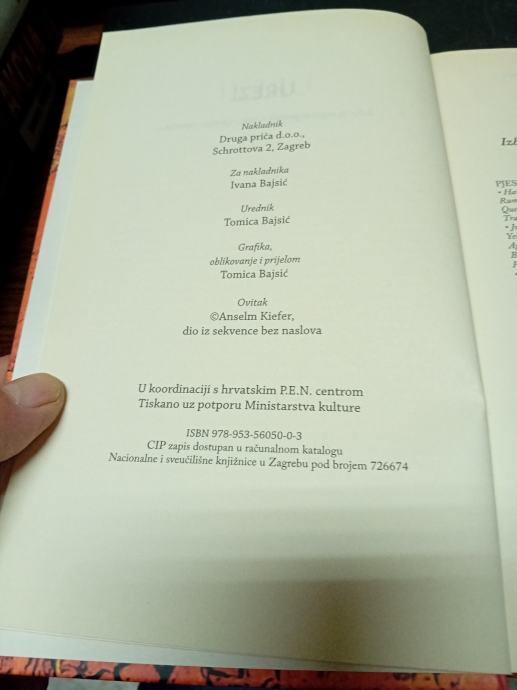 Nakladnik
Druga priča d.o.o.,
Schrottova 2, Zagreb
Za nakladnika
Ivana Bajsić
Urednik
Tomica Bajsić
Grafika,
oblikovanje i prijelom
Tomica Bajsić
Ovitak
©Anselm Kiefer,
dio iz sekvence bez naslova
U koordinaciji s hrvatskim P.E.N. centrom
Tiskano uz potporu Ministarstva kulture
ISBN 978-953-56050-0-3
CIP zapis dostupan u računalnom katalogu
Nacionalne i sveučilišne knjižnice u Zagrebu pod brojem 726674